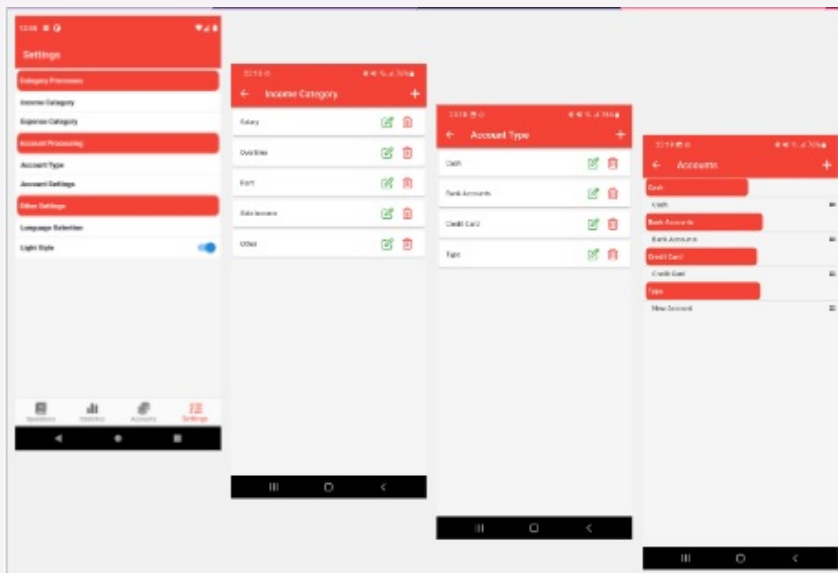 Settings
Category Processes
Income Category
Expense Category
Account Processing
Account Type
Account Settings
Other Settings
Language Selection
Light Style
Operations
Statistics
Accounts
Settings
Income Category
Salary
Overtime
Rent
Side Income
Other
Account Type
Cash
Bank Accounts
Credit Card
Type
Accounts
Cash
Cash
Bank Accounts
Bank Accounts
Credit Card
Credit Card
Type
New Account